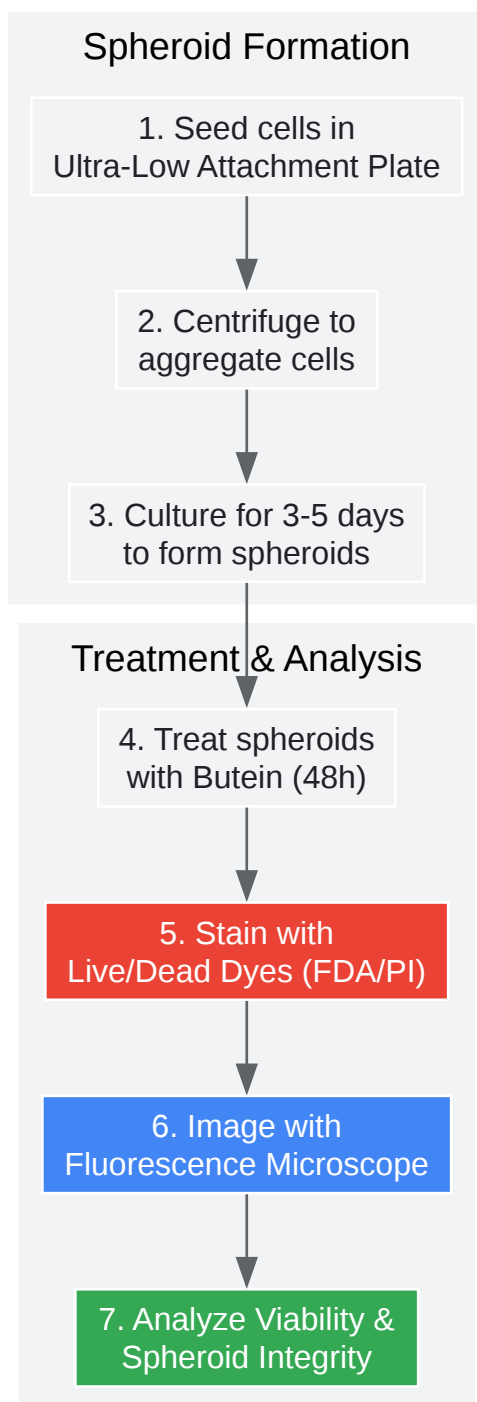 Spheroid Formation
1. Seed cells in
Ultra-Low Attachment Plate
2. Centrifuge to
aggregate cells
3. Culture for 3-5 days
to form spheroids
Treatment & Analysis
4. Treat spheroids
with Butein (48h)
5. Stain with
Live/Dead Dyes (FDA/PI)
6. Image with
Fluorescence Microscope
7. Analyze Viability &
Spheroid Integrity